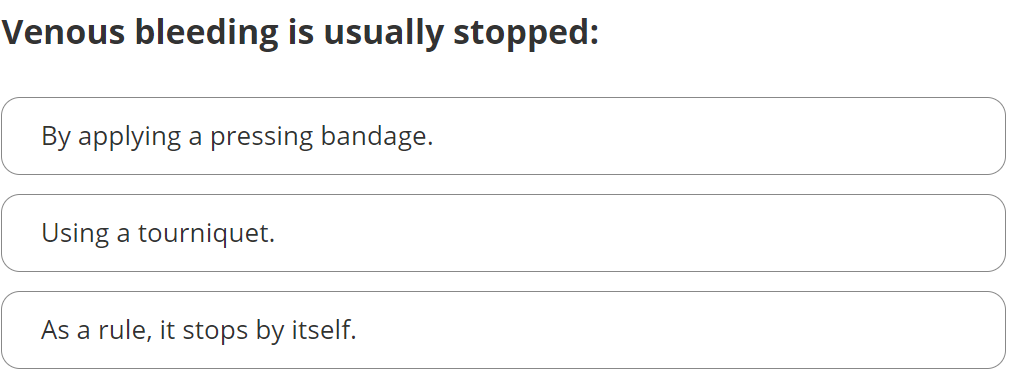 Venous bleeding is usually stopped:
By applying a pressing bandage.
Using a tourniquet.
As a rule, it stops by itself.